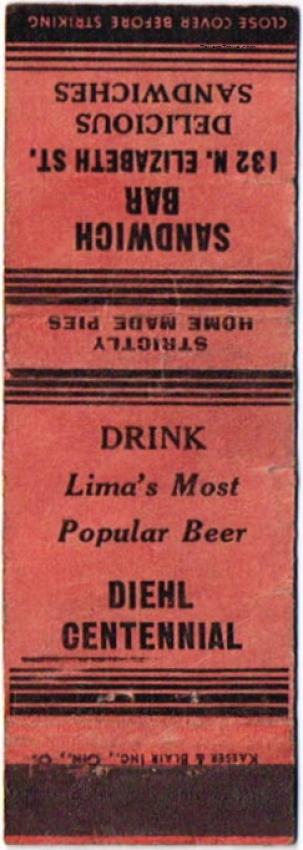 CLOSE COVER BEFORE STRIKING
SANDWICH
BAR
132 N. ELIZABETH ST.
DELICIOUS
SANDWICHES
STRICTLY
HOME MADE PIES
DRINK
Lima's Most
Popular Beer
DIEHL
CENTENNIAL
KAESER & BLAIR INC., CIN., O.